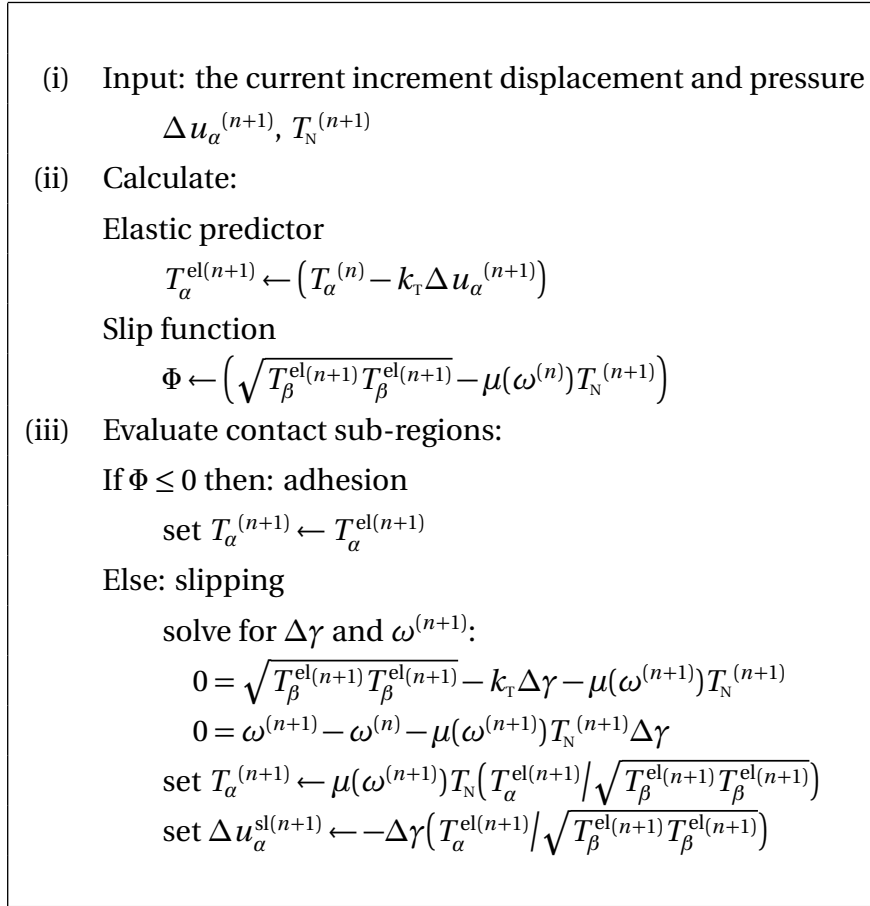 (i) Input: the current increment displacement and pressure
Δu_α^(n+1), T_N^(n+1)
(ii) Calculate:
Elastic predictor
T_α^el(n+1) ← (T_α^(n) − k_T Δu_α^(n+1))
Slip function
Φ ← (√(T_β^el(n+1) T_β^el(n+1)) − μ(ω^(n)) T_N^(n+1))
(iii) Evaluate contact sub-regions:
If Φ ≤ 0 then: adhesion
set T_α^(n+1) ← T_α^el(n+1)
Else: slipping
solve for Δγ and ω^(n+1):
0 = √(T_β^el(n+1) T_β^el(n+1)) − k_T Δγ − μ(ω^(n+1)) T_N^(n+1)
0 = ω^(n+1) − ω^(n) − μ(ω^(n+1)) T_N^(n+1) Δγ
set T_α^(n+1) ← μ(ω^(n+1)) T_N (T_α^el(n+1) / √(T_β^el(n+1) T_β^el(n+1)))
set Δu_α^sl(n+1) ← −Δγ (T_α^el(n+1) / √(T_β^el(n+1) T_β^el(n+1)))